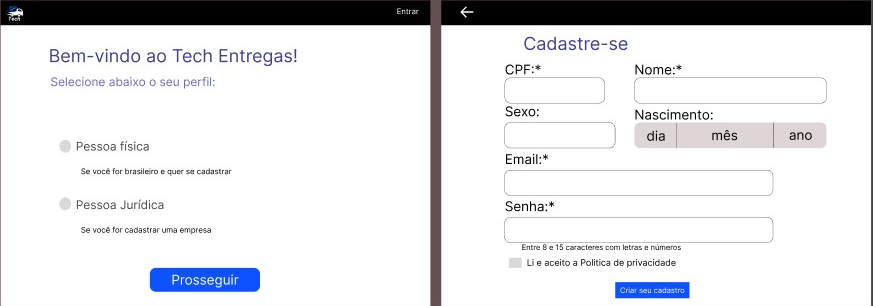 Tech
Entrar
Bem-vindo ao Tech Entregas!
Selecione abaixo o seu perfil:
Pessoa física
Se você for brasileiro e quer se cadastrar
Pessoa Jurídica
Se você for cadastrar uma empresa
Prosseguir
Cadastre-se
CPF:*
Nome:*
Sexo:
Nascimento:
dia
mês
ano
Email:*
Senha:*
Entre 8 e 15 caracteres com letras e números
Li e aceito a Politica de privacidade
Criar seu cadastro